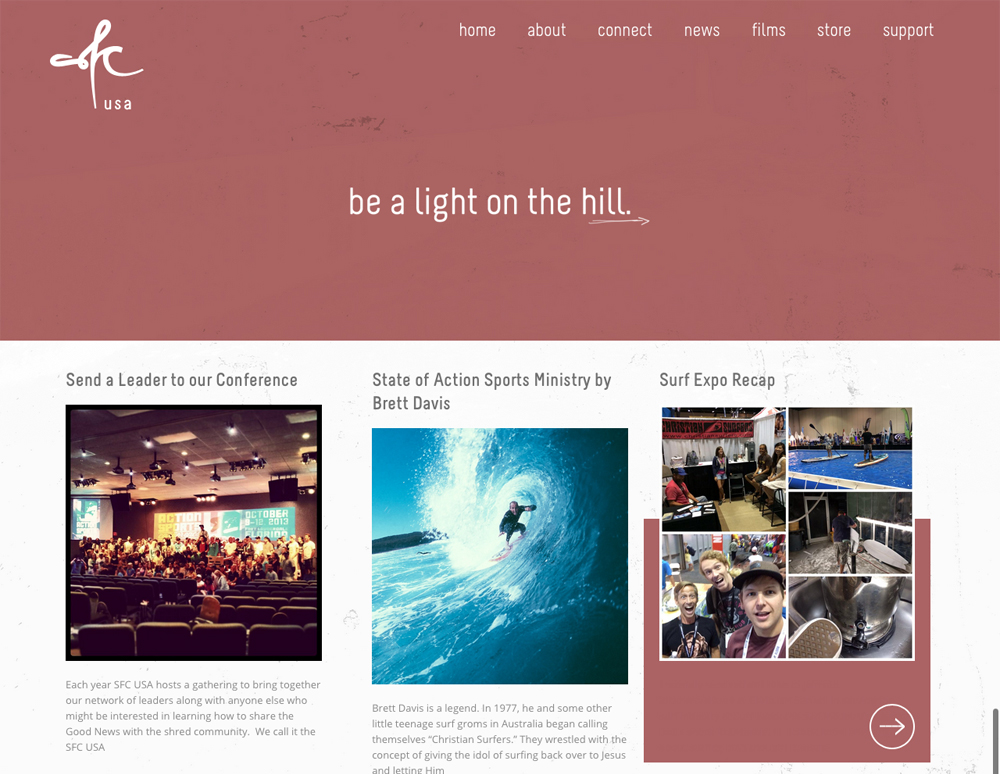 sfc
usa
home about connect news films store support
be a light on the hill.
Send a Leader to our Conference
ACTION
SPORTS
OCTOBER
9-12, 2013
FLORIDA
Each year SFC USA hosts a gathering to bring together
our network of leaders along with anyone else who
might be interested in learning how to share the
Good News with the shred community. We call it the
SFC USA
State of Action Sports Ministry by
Brett Davis
Brett Davis is a legend. In 1977, he and some other
little teenage surf groms in Australia began calling
themselves “Christian Surfers.” They wrestled with the
concept of giving the idol of surfing back over to Jesus
and letting Him
Surf Expo Recap
CHRISTIAN SURFERS